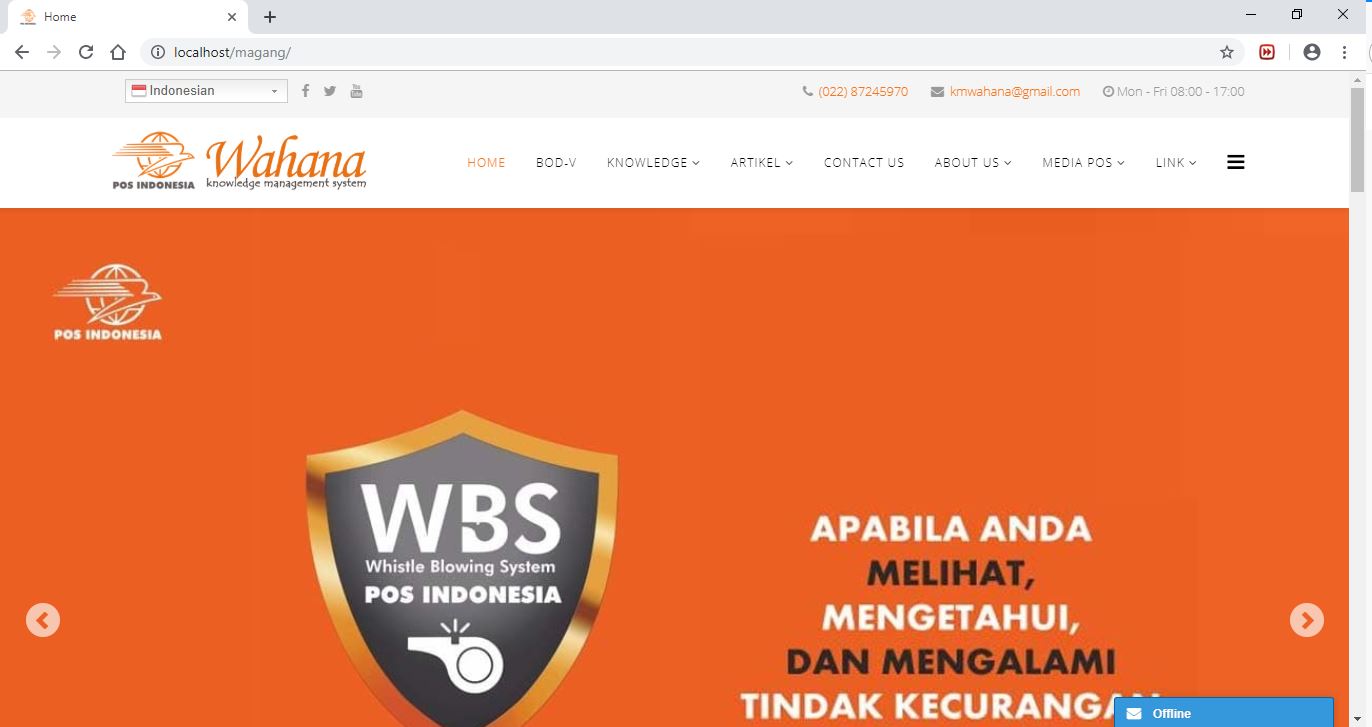 Home
localhost/magang/
Indonesian
(022) 87245970
kmwahana@gmail.com
Mon - Fri 08:00 - 17:00
POS INDONESIA
Wahana
knowledge management system
HOME
BOD-V
KNOWLEDGE
ARTIKEL
CONTACT US
ABOUT US
MEDIA POS
LINK
POS INDONESIA
WBS
Whistle Blowing System
POS INDONESIA
APABILA ANDA
MELIHAT,
MENGETAHUI,
DAN MENGALAMI
TINDAK KECURANGAN
Offline